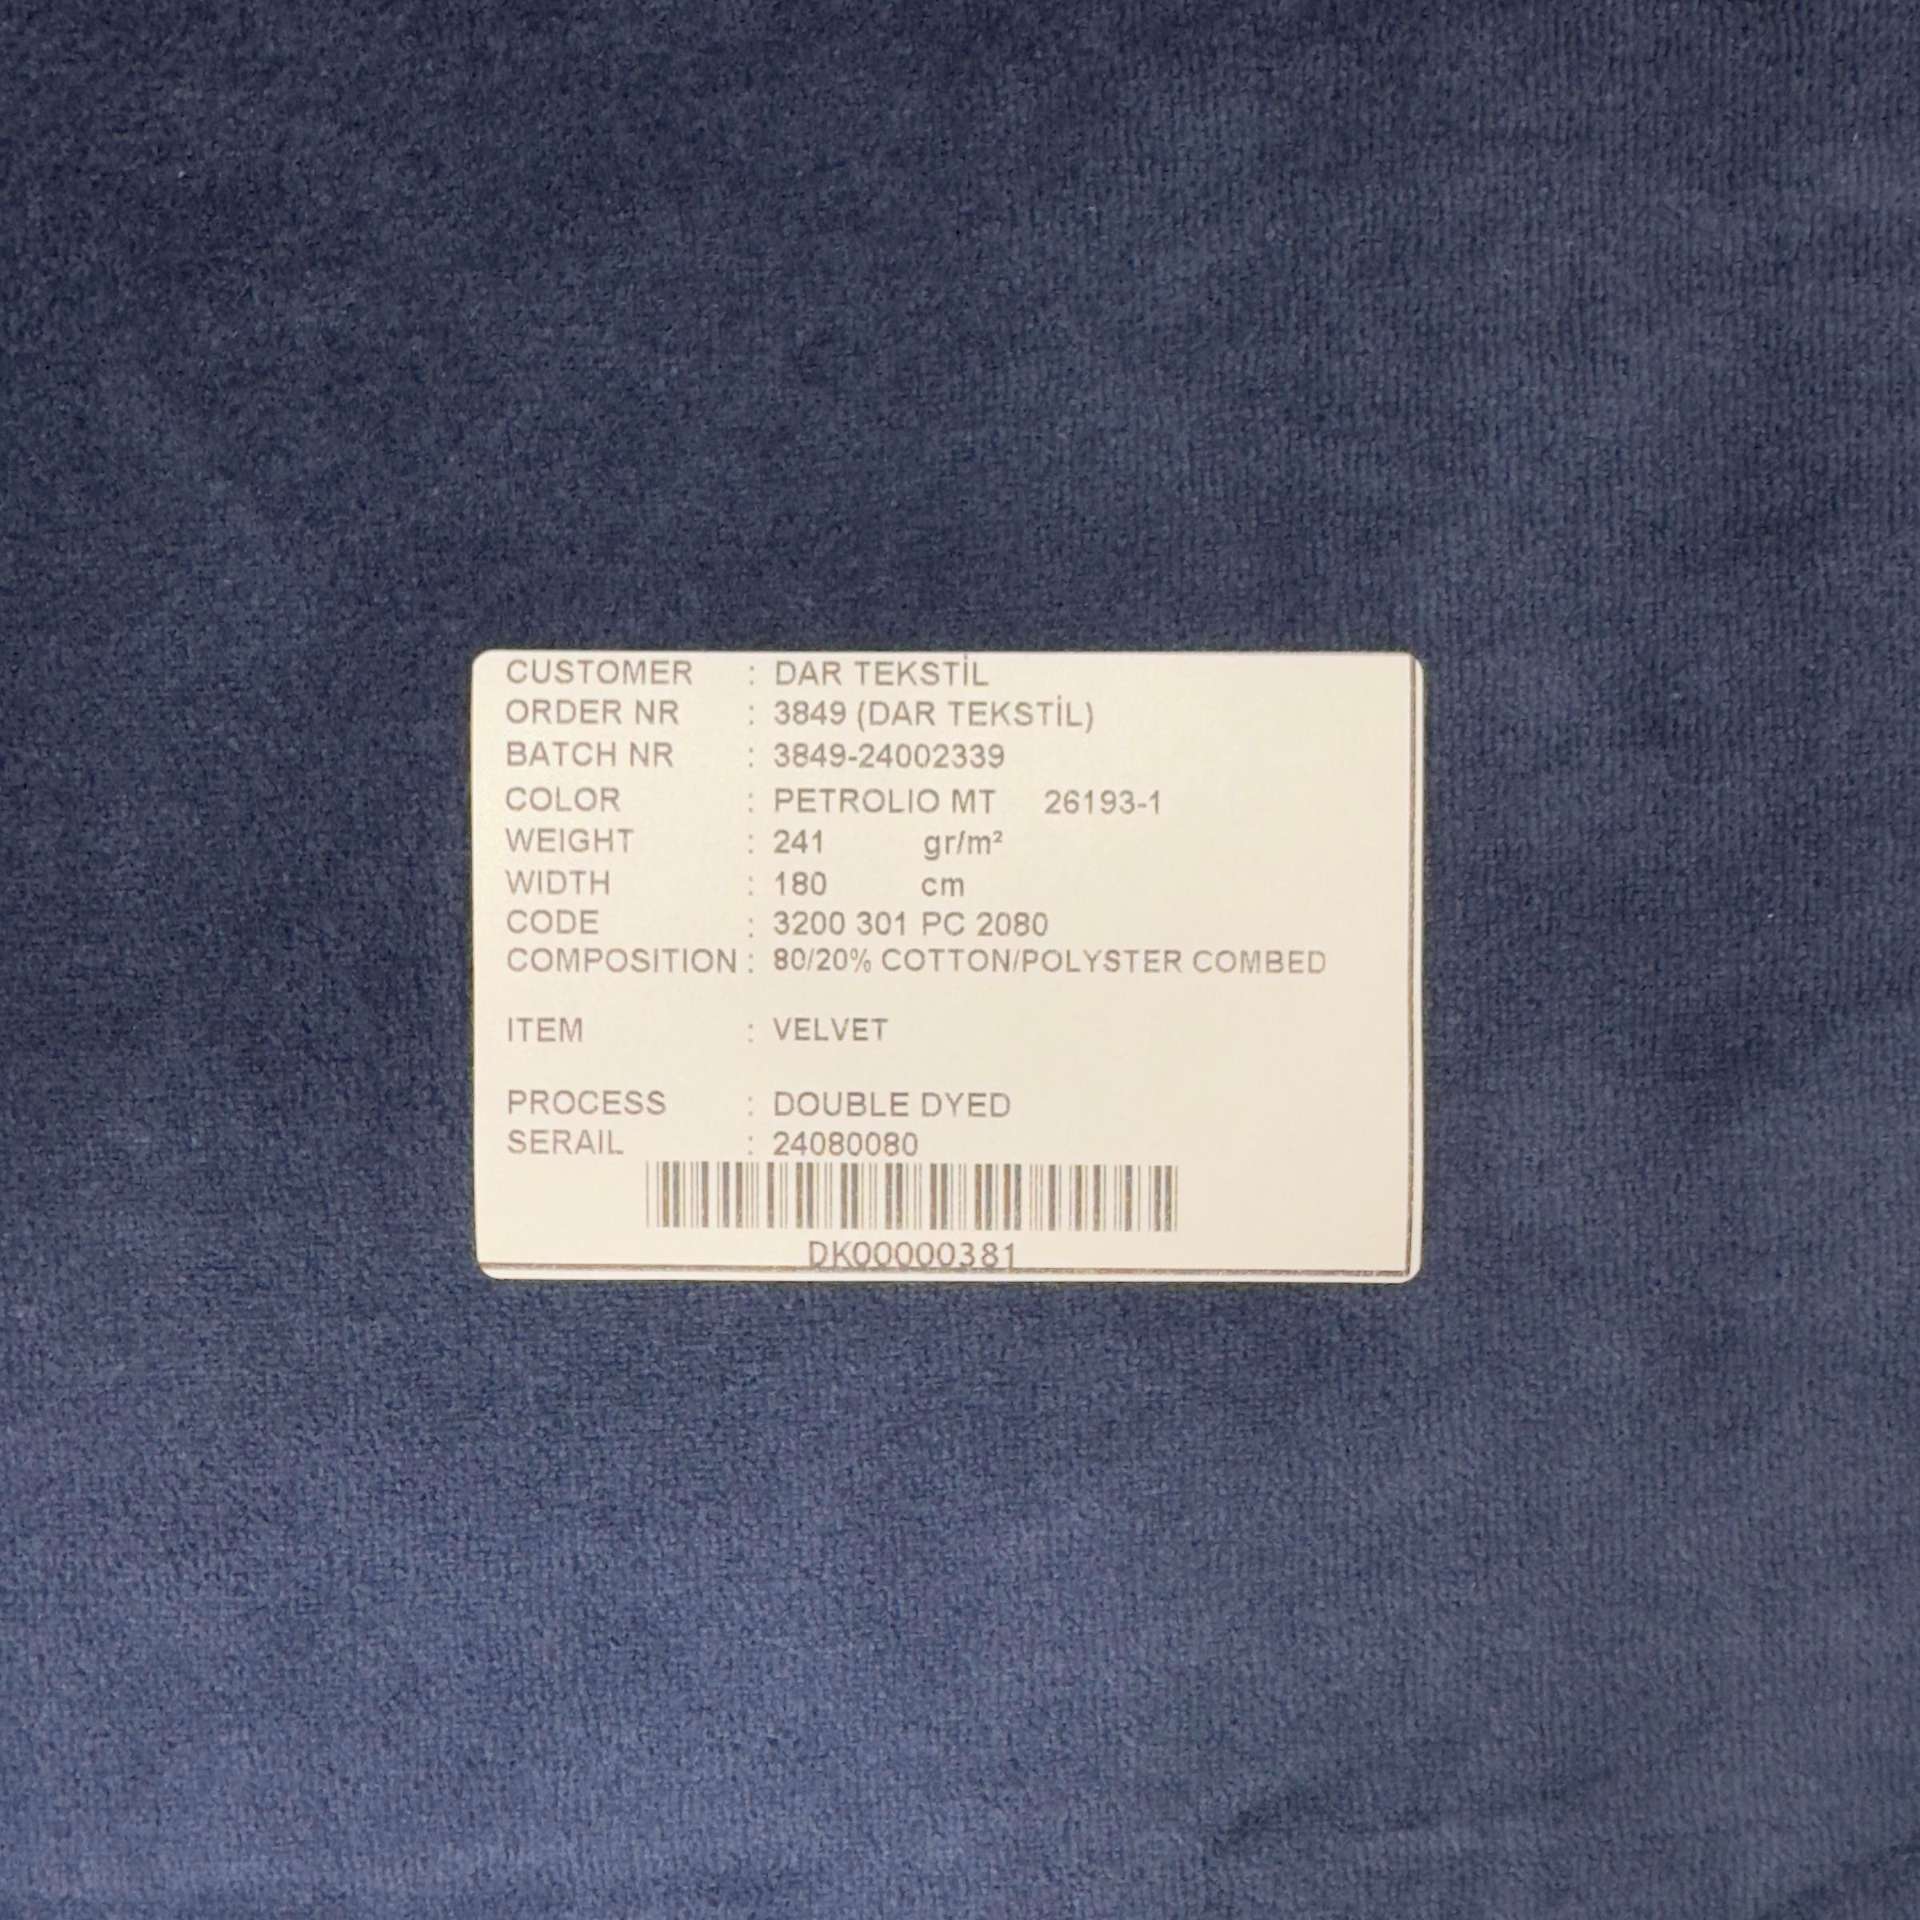 CUSTOMER : DAR TEKSTİL
ORDER NR : 3849 (DAR TEKSTİL)
BATCH NR : 3849-24002339
COLOR : PETROLIO MT 26193-1
WEIGHT : 241 gr/m²
WIDTH : 180 cm
CODE : 3200 301 PC 2080
COMPOSITION : 80/20% COTTON/POLYSTER COMBED
ITEM : VELVET
PROCESS : DOUBLE DYED
SERAIL : 24080080
DK00000381